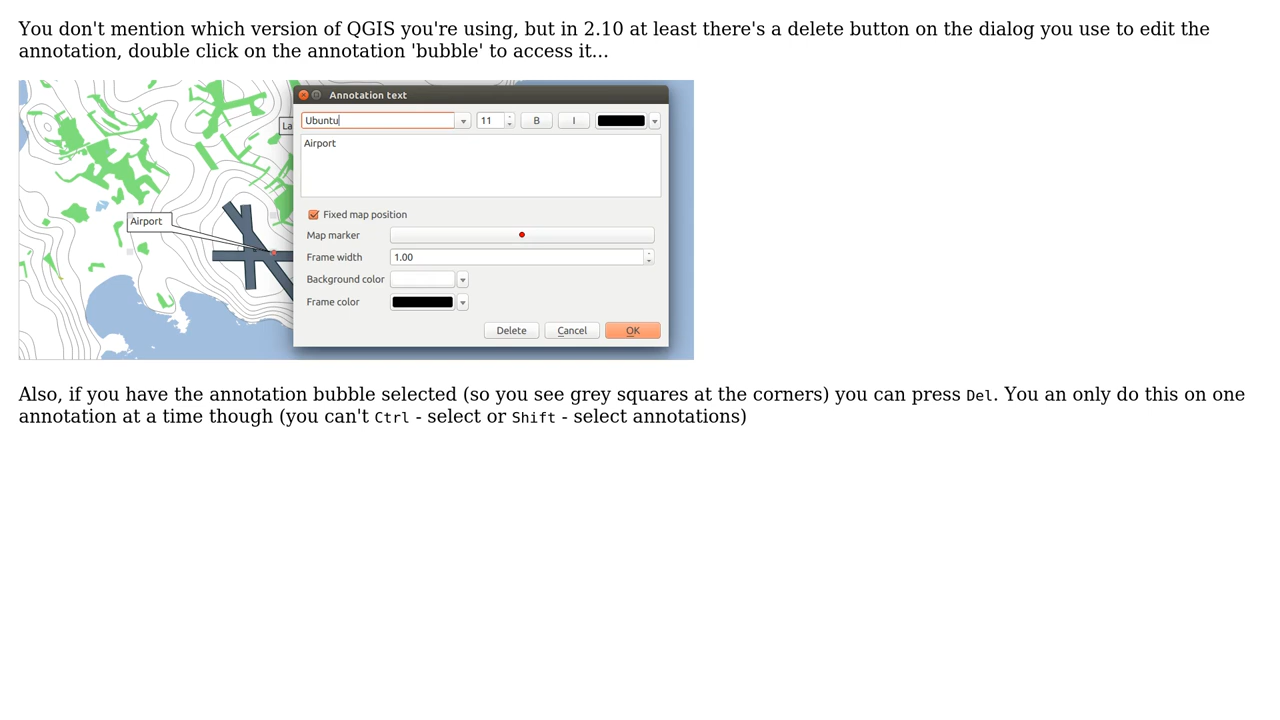 You don't mention which version of QGIS you're using, but in 2.10 at least there's a delete button on the dialog you use to edit the
annotation, double click on the annotation 'bubble' to access it...
Annotation text
Ubuntu
11
B
I
La
Airport
Fixed map position
Airport
Map marker
Frame width
1.00
Background color
Frame color
Delete
Cancel
OK
Also, if you have the annotation bubble selected (so you see grey squares at the corners) you can press Del. You an only do this on one
annotation at a time though (you can't Ctrl - select or Shift - select annotations)